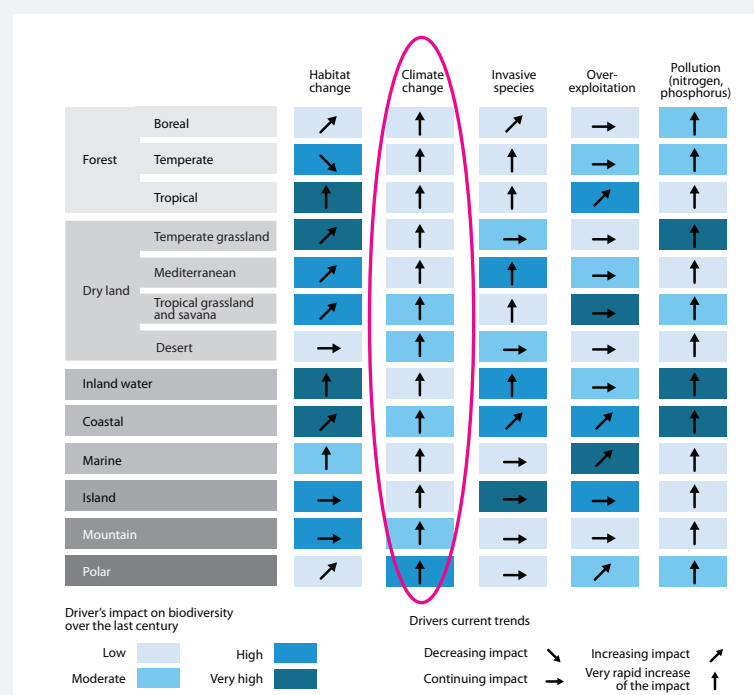 Habitat
change
Climate
change
Invasive
species
Over-
exploitation
Pollution
(nitrogen,
phosphorus)
Forest
Boreal
Temperate
Tropical
Dry land
Temperate grassland
Mediterranean
Tropical grassland
and savana
Desert
Inland water
Coastal
Marine
Island
Mountain
Polar
Driver's impact on biodiversity
over the last century
Low
High
Moderate
Very high
Drivers current trends
Decreasing impact
Increasing impact
Continuing impact
Very rapid increase
of the impact